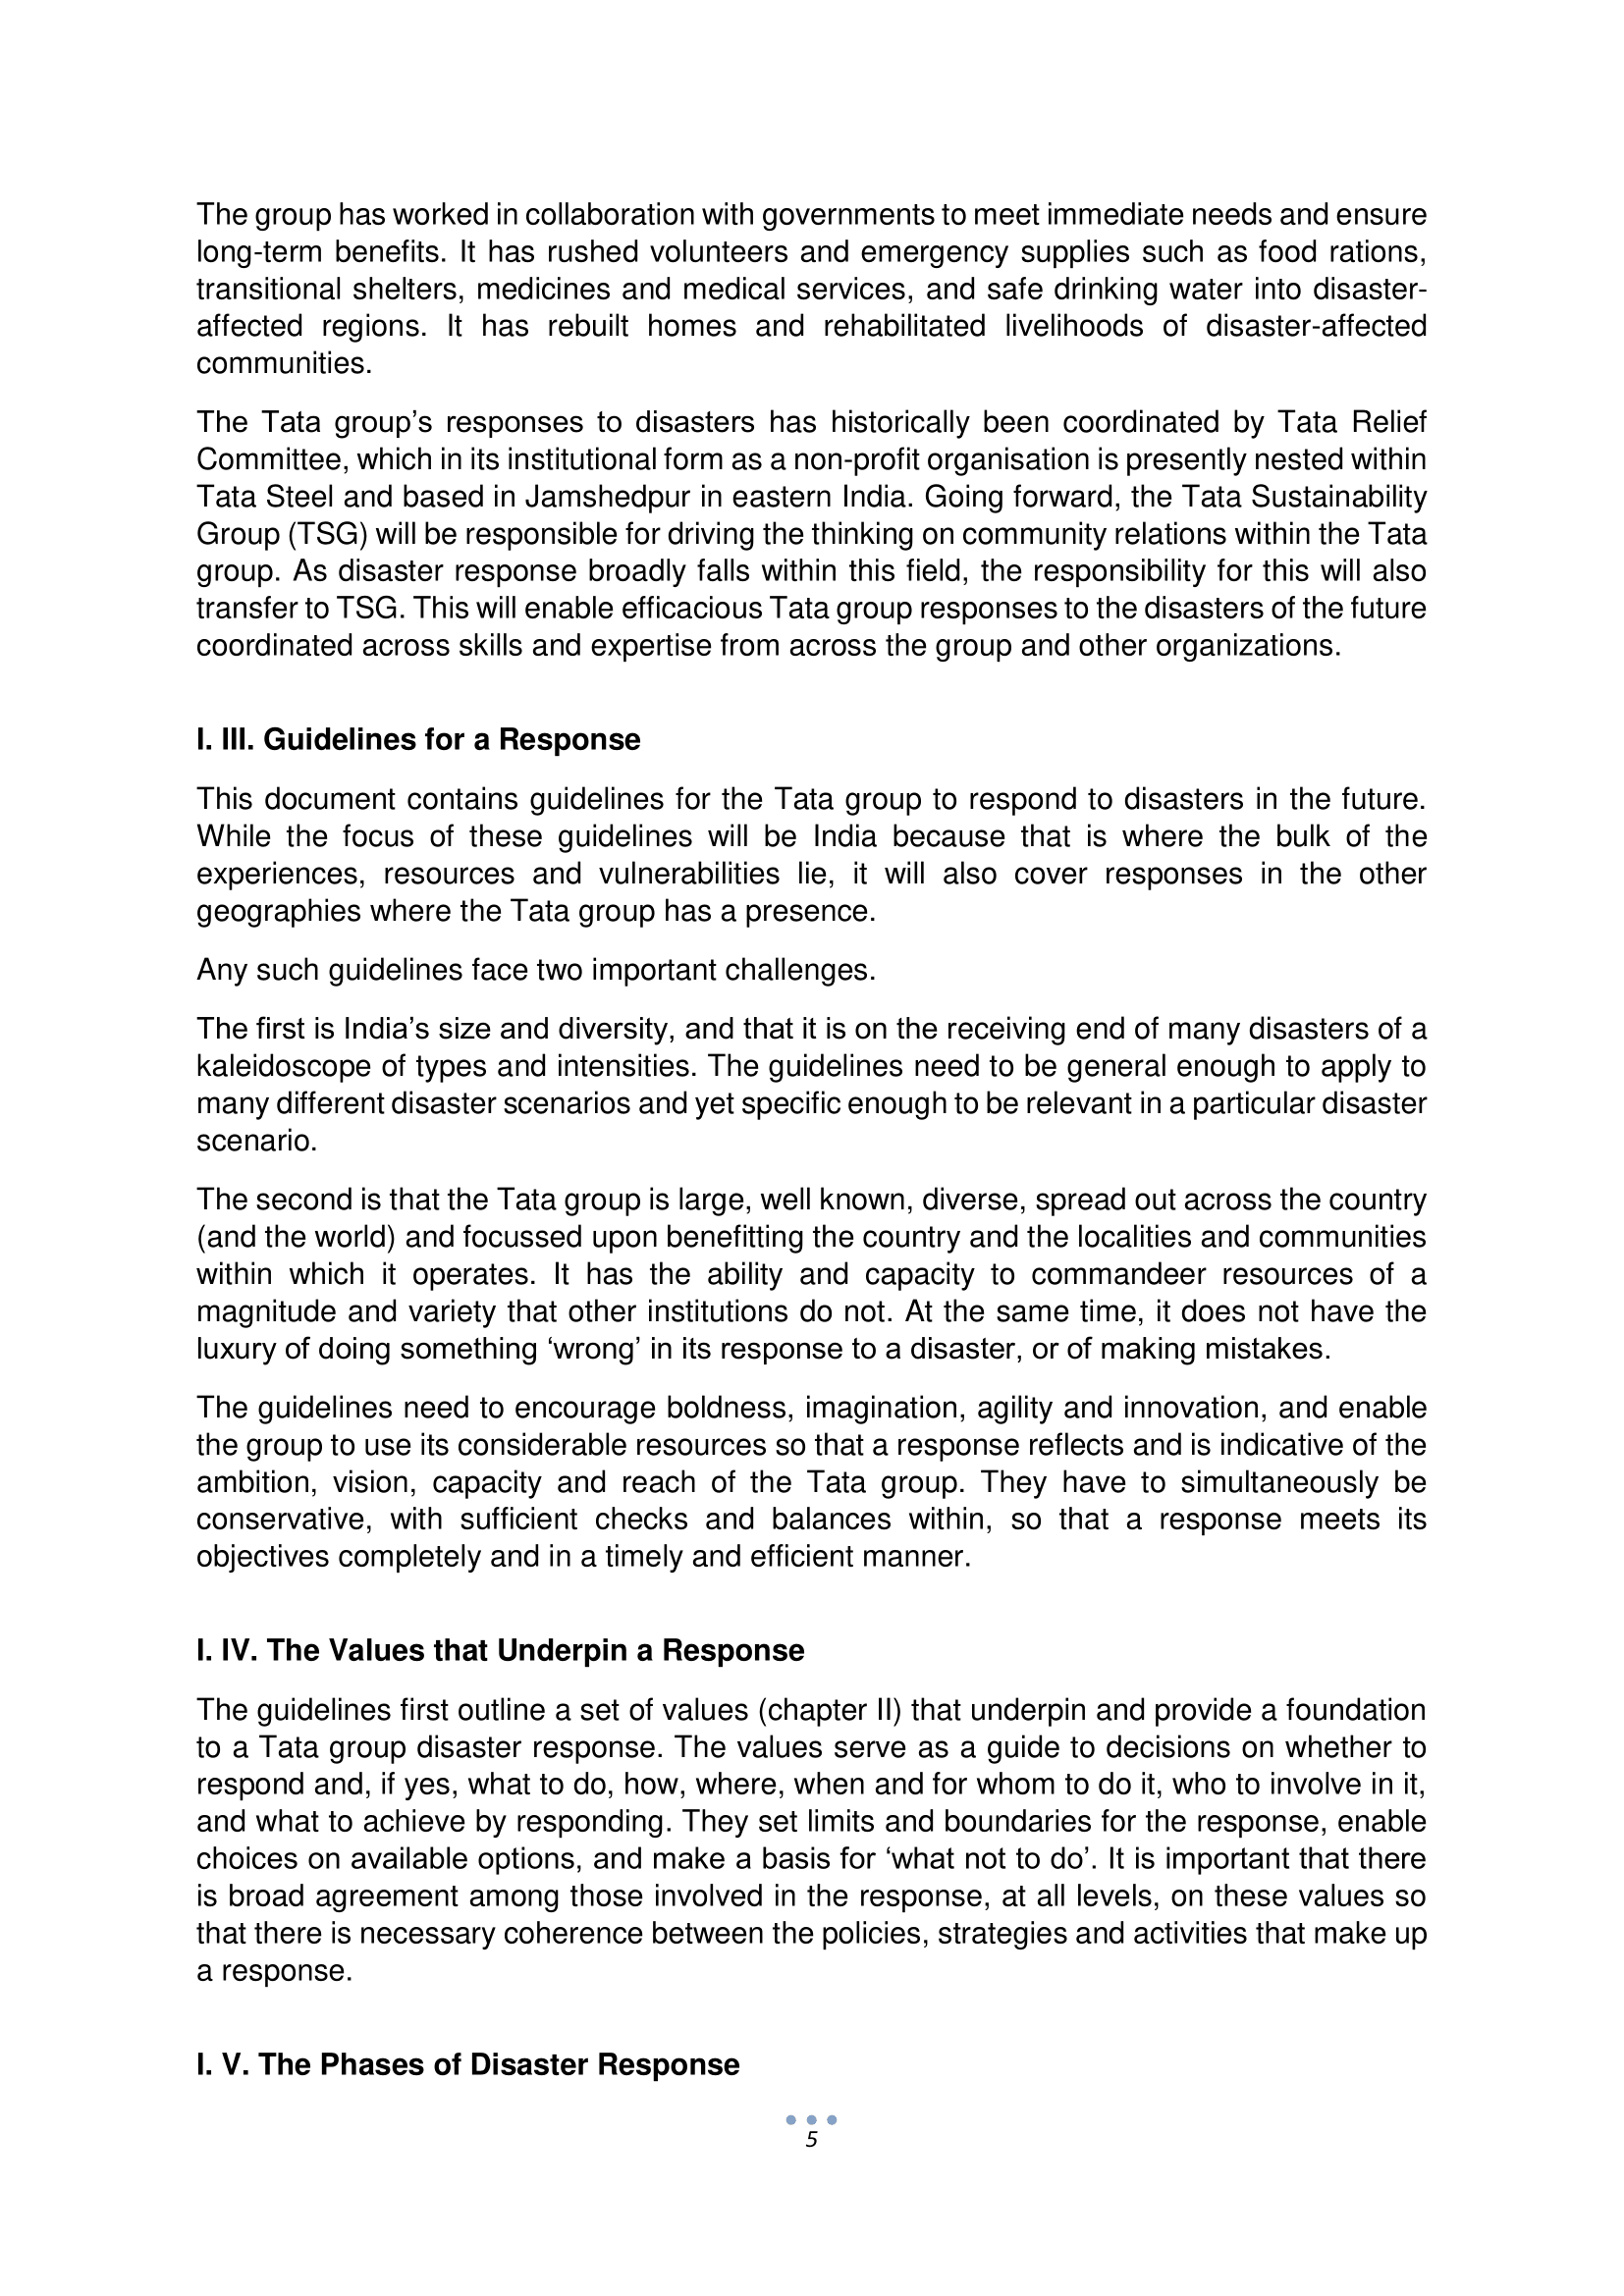 The group has worked in collaboration with governments to meet immediate needs and ensure
long-term benefits. It has rushed volunteers and emergency supplies such as food rations,
transitional shelters, medicines and medical services, and safe drinking water into disaster-
affected regions. It has rebuilt homes and rehabilitated livelihoods of disaster-affected
communities.
The Tata group’s responses to disasters has historically been coordinated by Tata Relief
Committee, which in its institutional form as a non-profit organisation is presently nested within
Tata Steel and based in Jamshedpur in eastern India. Going forward, the Tata Sustainability
Group (TSG) will be responsible for driving the thinking on community relations within the Tata
group. As disaster response broadly falls within this field, the responsibility for this will also
transfer to TSG. This will enable efficacious Tata group responses to the disasters of the future
coordinated across skills and expertise from across the group and other organizations.
I. III. Guidelines for a Response
This document contains guidelines for the Tata group to respond to disasters in the future.
While the focus of these guidelines will be India because that is where the bulk of the
experiences, resources and vulnerabilities lie, it will also cover responses in the other
geographies where the Tata group has a presence.
Any such guidelines face two important challenges.
The first is India’s size and diversity, and that it is on the receiving end of many disasters of a
kaleidoscope of types and intensities. The guidelines need to be general enough to apply to
many different disaster scenarios and yet specific enough to be relevant in a particular disaster
scenario.
The second is that the Tata group is large, well known, diverse, spread out across the country
(and the world) and focussed upon benefitting the country and the localities and communities
within which it operates. It has the ability and capacity to commandeer resources of a
magnitude and variety that other institutions do not. At the same time, it does not have the
luxury of doing something ‘wrong’ in its response to a disaster, or of making mistakes.
The guidelines need to encourage boldness, imagination, agility and innovation, and enable
the group to use its considerable resources so that a response reflects and is indicative of the
ambition, vision, capacity and reach of the Tata group. They have to simultaneously be
conservative, with sufficient checks and balances within, so that a response meets its
objectives completely and in a timely and efficient manner.
I. IV. The Values that Underpin a Response
The guidelines first outline a set of values (chapter II) that underpin and provide a foundation
to a Tata group disaster response. The values serve as a guide to decisions on whether to
respond and, if yes, what to do, how, where, when and for whom to do it, who to involve in it,
and what to achieve by responding. They set limits and boundaries for the response, enable
choices on available options, and make a basis for ‘what not to do’. It is important that there
is broad agreement among those involved in the response, at all levels, on these values so
that there is necessary coherence between the policies, strategies and activities that make up
a response.
I. V. The Phases of Disaster Response
5